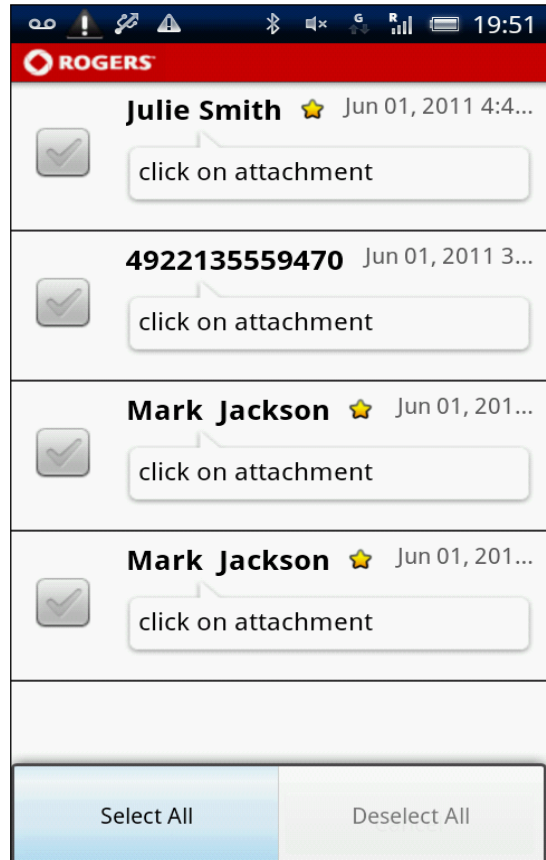 G R 19:51
ROGERS
Julie Smith Jun 01, 2011 4:4...
click on attachment
4922135559470 Jun 01, 2011 3...
click on attachment
Mark Jackson Jun 01, 201...
click on attachment
Mark Jackson Jun 01, 201...
click on attachment
Select All Deselect All